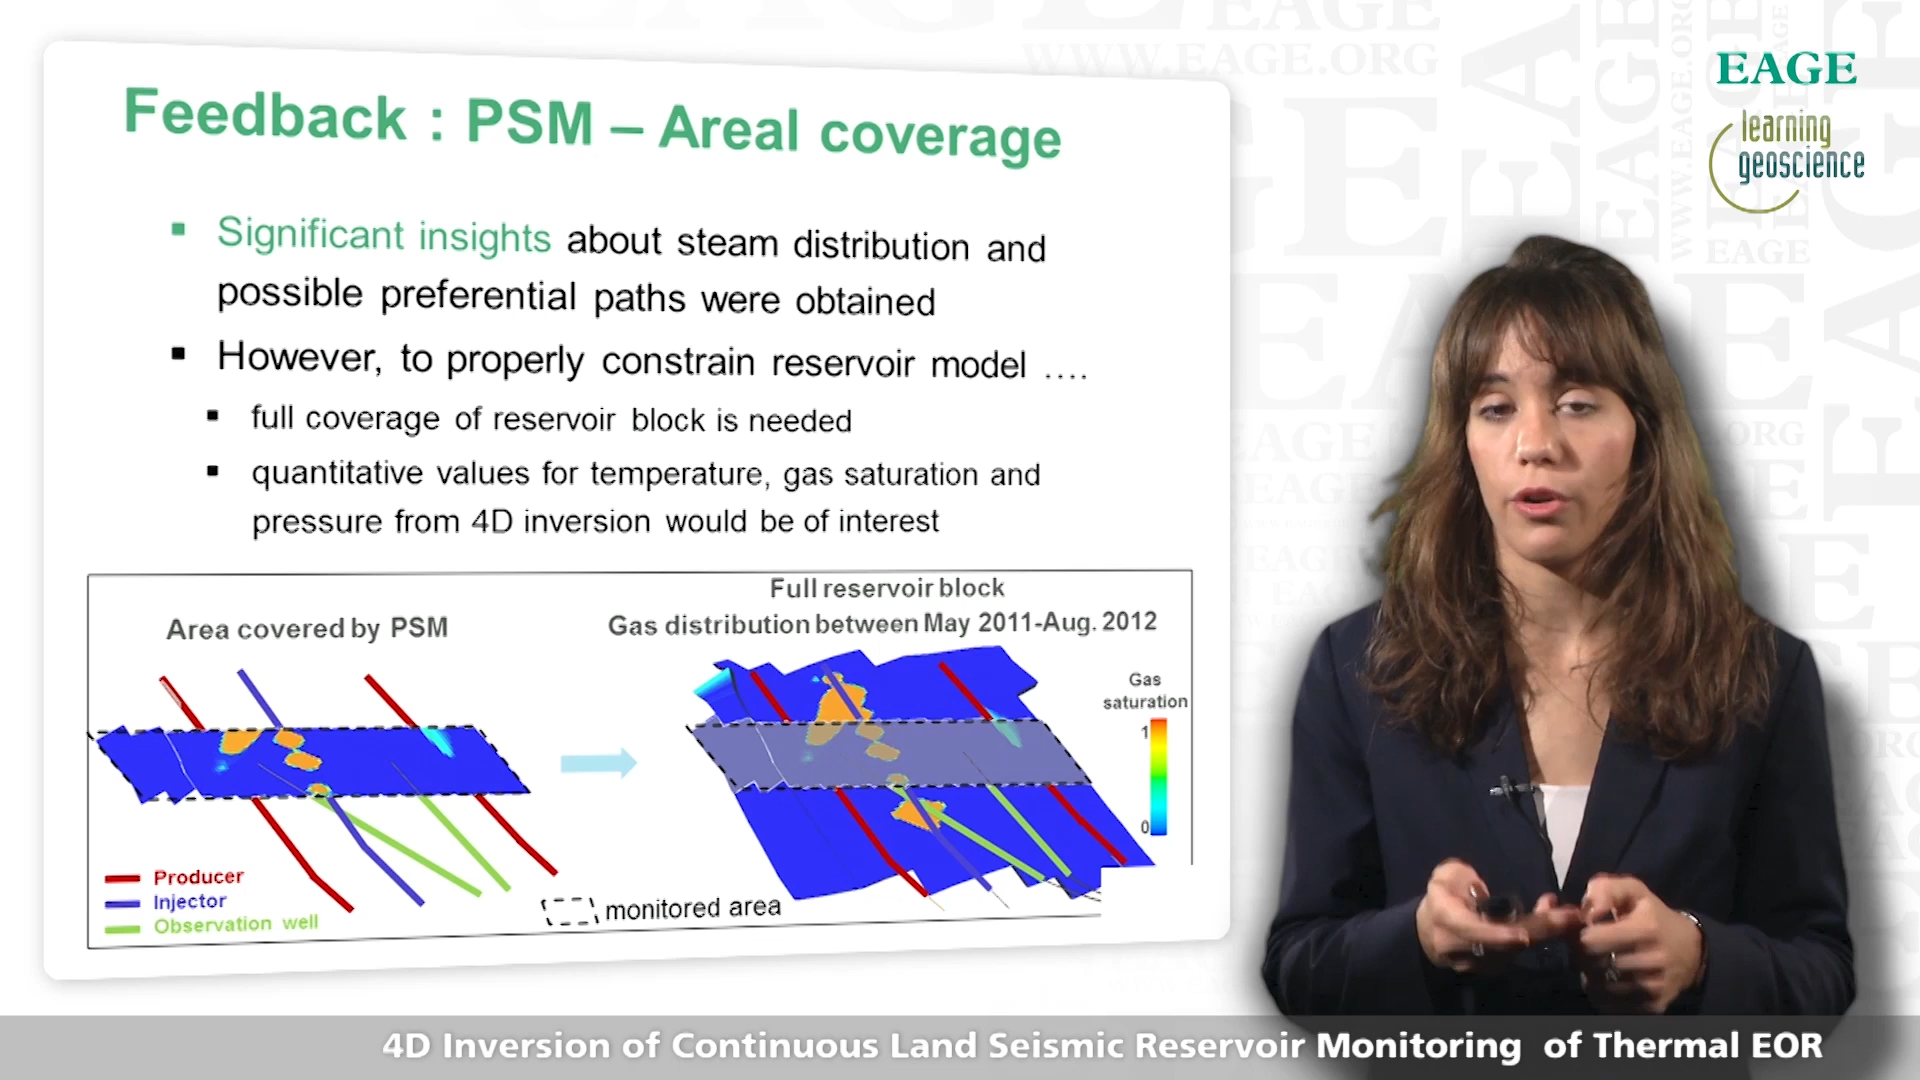 EAGE
WWW.EAGE.ORG
EAGE
learning
geoscience
Feedback : PSM – Areal coverage
▪ Significant insights about steam distribution and
possible preferential paths were obtained
▪ However, to properly constrain reservoir model ....
▪ full coverage of reservoir block is needed
▪ quantitative values for temperature, gas saturation and
pressure from 4D inversion would be of interest
Area covered by PSM
Full reservoir block
Gas distribution between May 2011-Aug. 2012
Gas
saturation
1
0
Producer
Injector
Observation well
monitored area
4D Inversion of Continuous Land Seismic Reservoir Monitoring of Thermal EOR